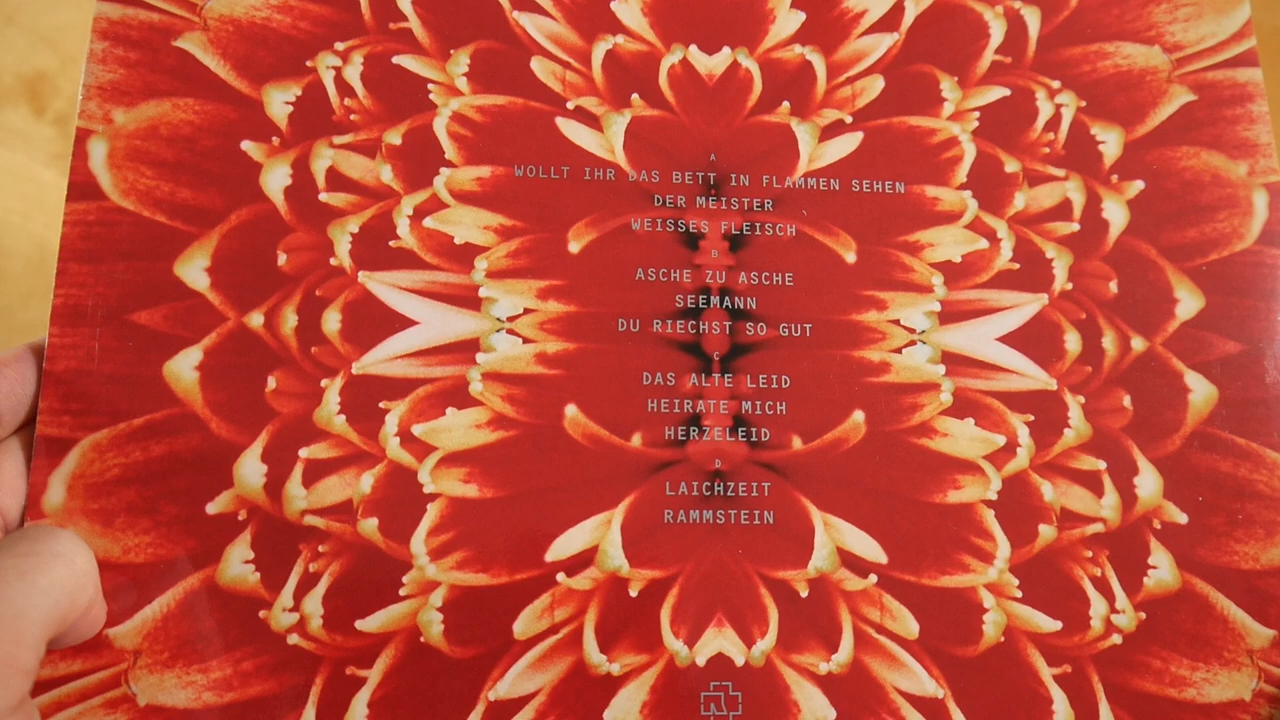 A
WOLLT IHR DAS BETT IN FLAMMEN SEHEN
DER MEISTER
WEISSES FLEISCH
B
ASCHE ZU ASCHE
SEEMANN
DU RIECHST SO GUT
C
DAS ALTE LEID
HEIRATE MICH
HERZELEID
D
LAICHZEIT
RAMMSTEIN